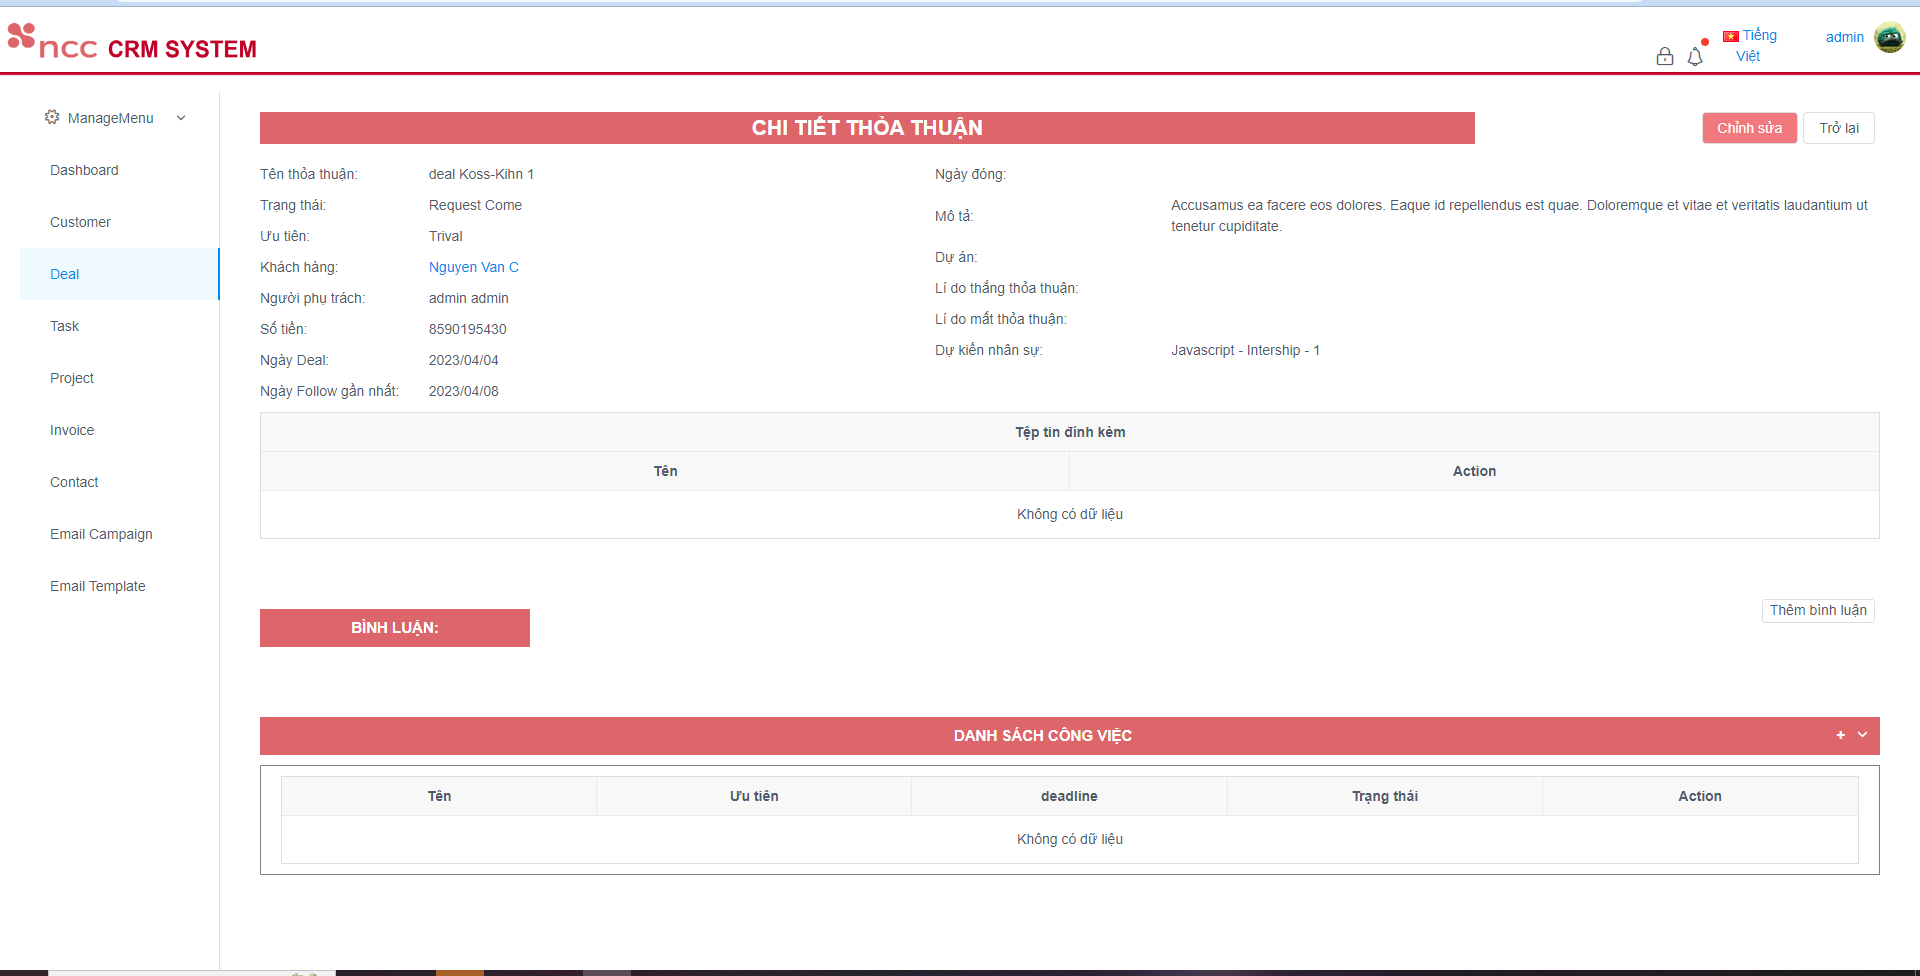 ncc CRM SYSTEM
Tiếng
Việt
admin
ManageMenu
Dashboard
Customer
Deal
Task
Project
Invoice
Contact
Email Campaign
Email Template
CHI TIẾT THỎA THUẬN
Chỉnh sửa
Trở lại
Tên thỏa thuận: deal Koss-Kihn 1
Trạng thái: Request Come
Ưu tiên: Trival
Khách hàng: Nguyen Van C
Người phụ trách: admin admin
Số tiền: 8590195430
Ngày Deal: 2023/04/04
Ngày Follow gần nhất: 2023/04/08
Ngày đóng:
Mô tả: Accusamus ea facere eos dolores. Eaque id repellendus est quae. Doloremque et vitae et veritatis laudantium ut
tenetur cupiditate.
Dự án:
Lí do thắng thỏa thuận:
Lí do mất thỏa thuận:
Dự kiến nhân sự: Javascript - Intership - 1
Tệp tin đính kèm
Tên Action
Không có dữ liệu
BÌNH LUẬN:
Thêm bình luận
DANH SÁCH CÔNG VIỆC
+
Tên Ưu tiên deadline Trạng thái Action
Không có dữ liệu